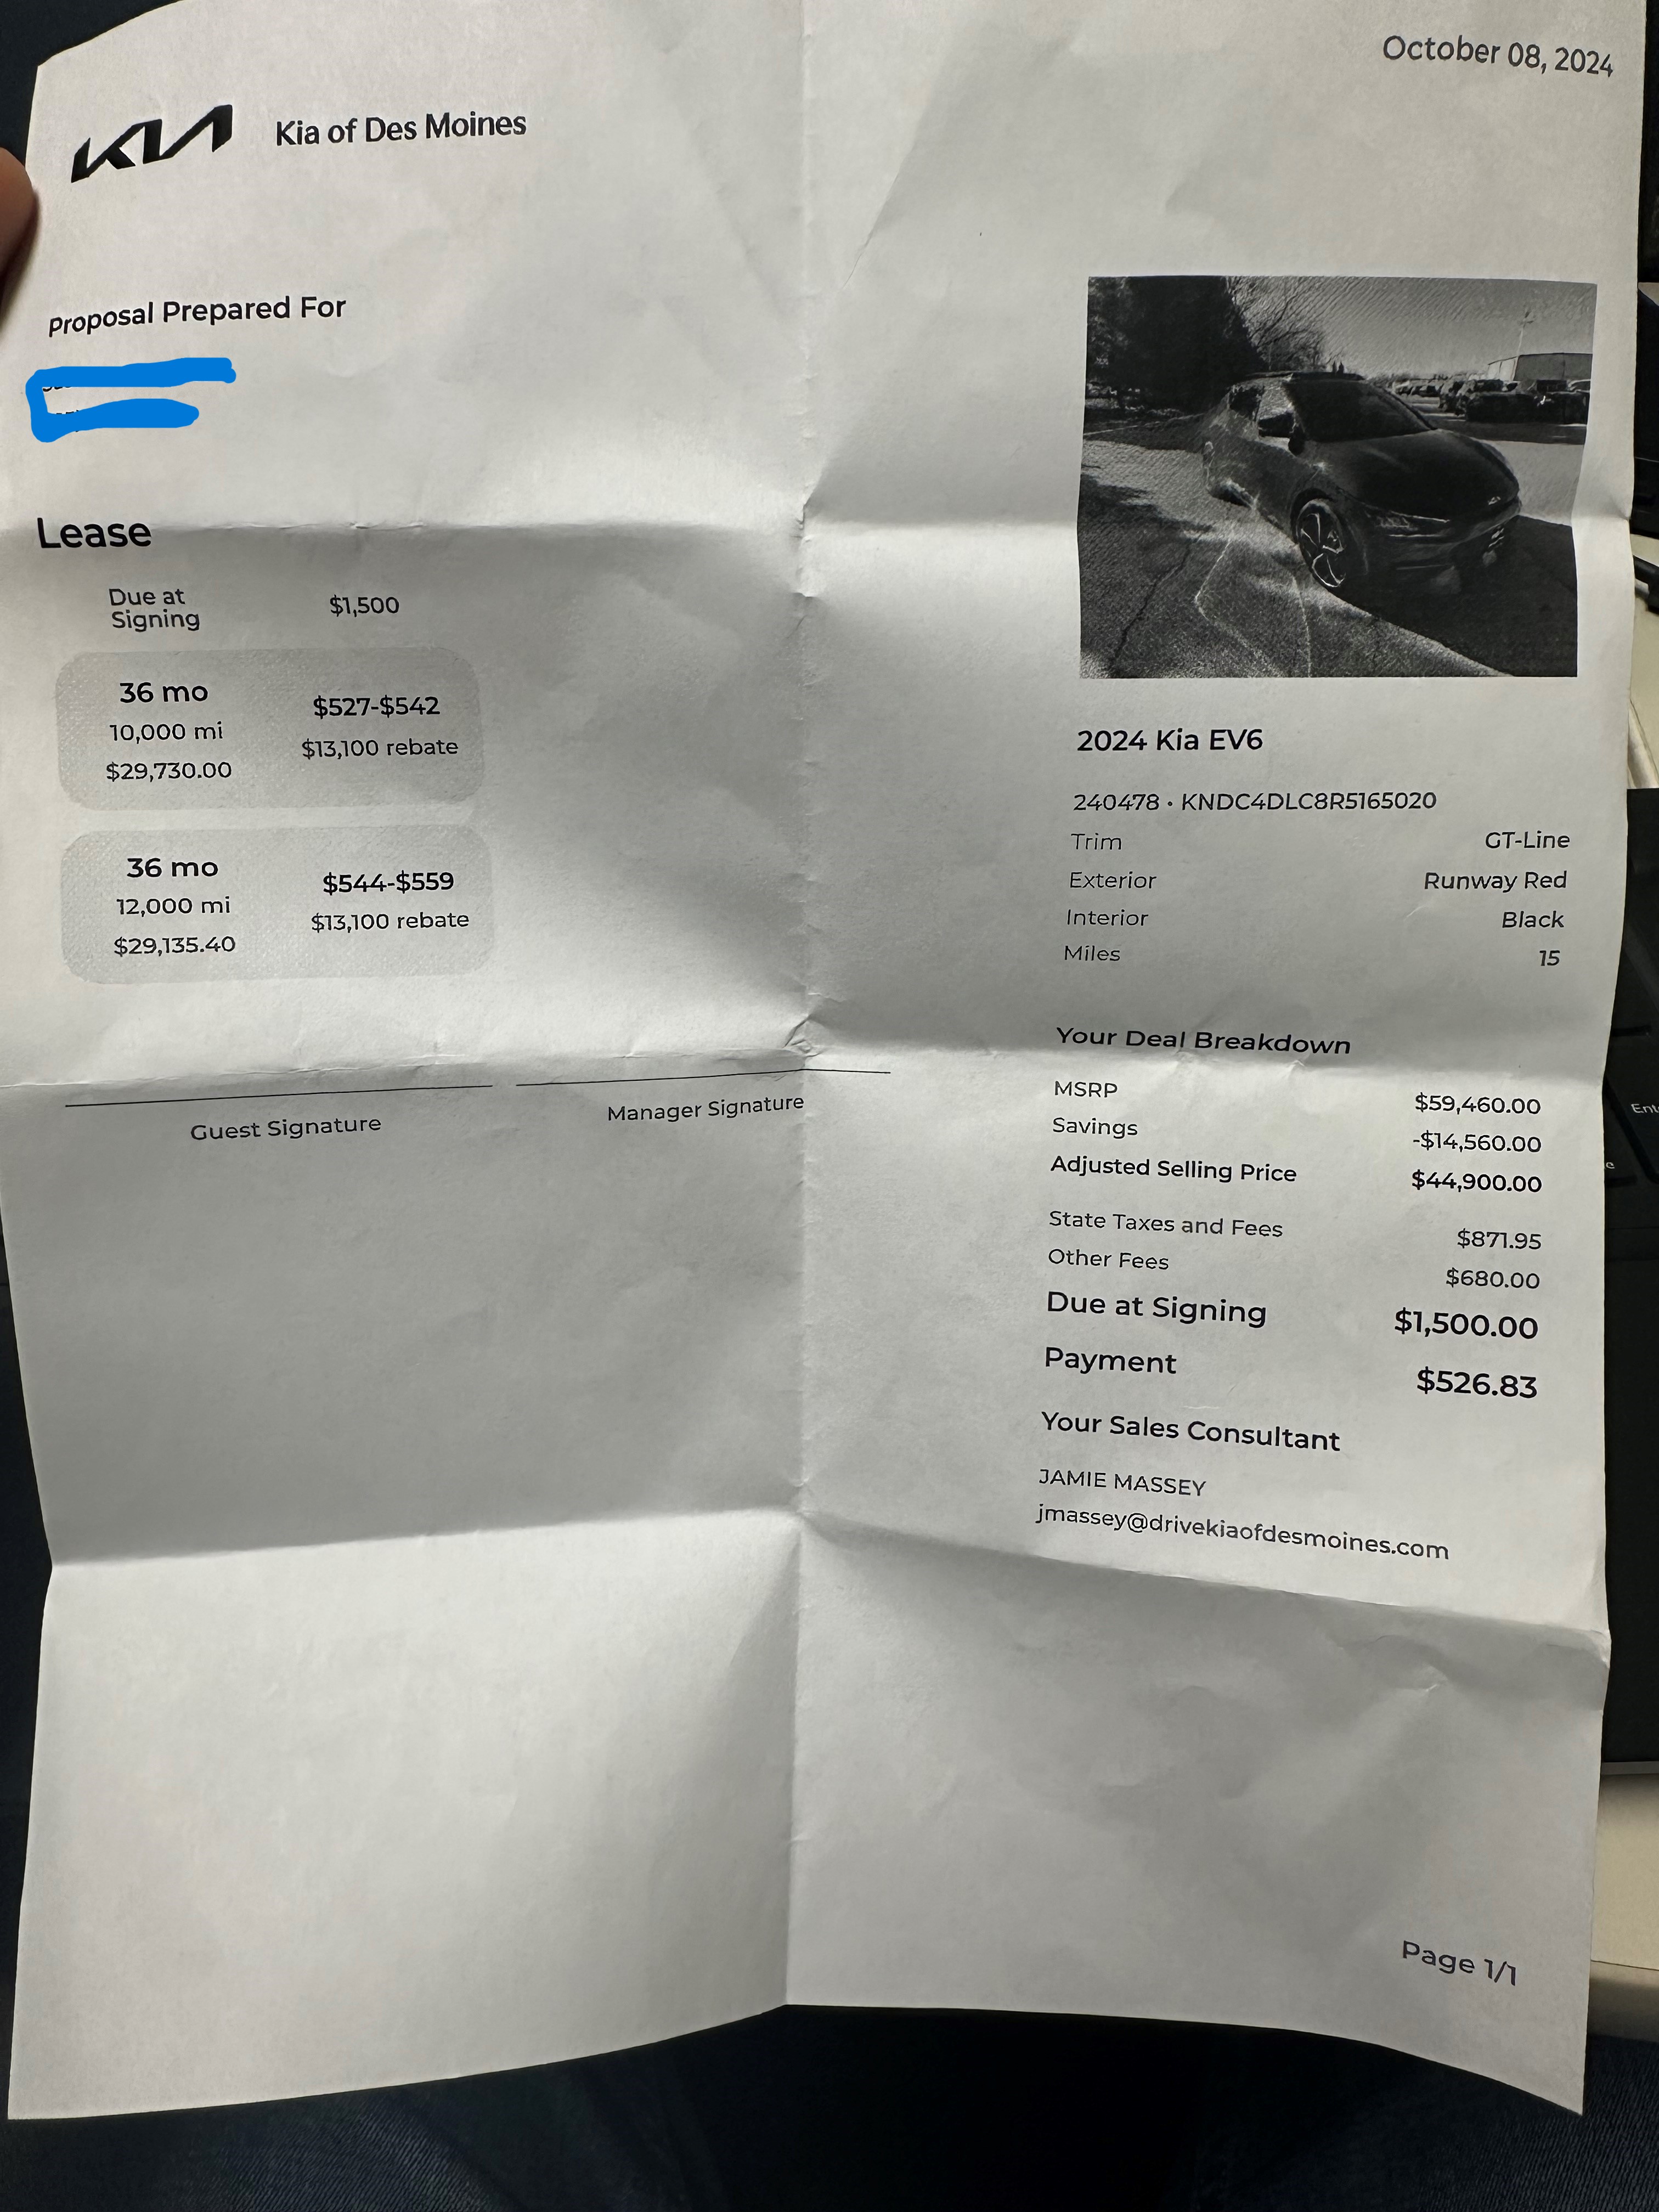 October 08, 2024
KIA Kia of Des Moines
Proposal Prepared For
Lease
Due at Signing $1,500
36 mo $527-$542
10,000 mi $13,100 rebate
$29,730.00
36 mo $544-$559
12,000 mi $13,100 rebate
$29,135.40
Guest Signature Manager Signature
2024 Kia EV6
240478 • KNDC4DLC8R5165020
Trim GT-Line
Exterior Runway Red
Interior Black
Miles 15
Your Deal Breakdown
MSRP $59,460.00
Savings -$14,560.00
Adjusted Selling Price $44,900.00
State Taxes and Fees $871.95
Other Fees $680.00
Due at Signing $1,500.00
Payment $526.83
Your Sales Consultant
JAMIE MASSEY
jmassey@drivekiaofdesmoines.com
Page 1/1